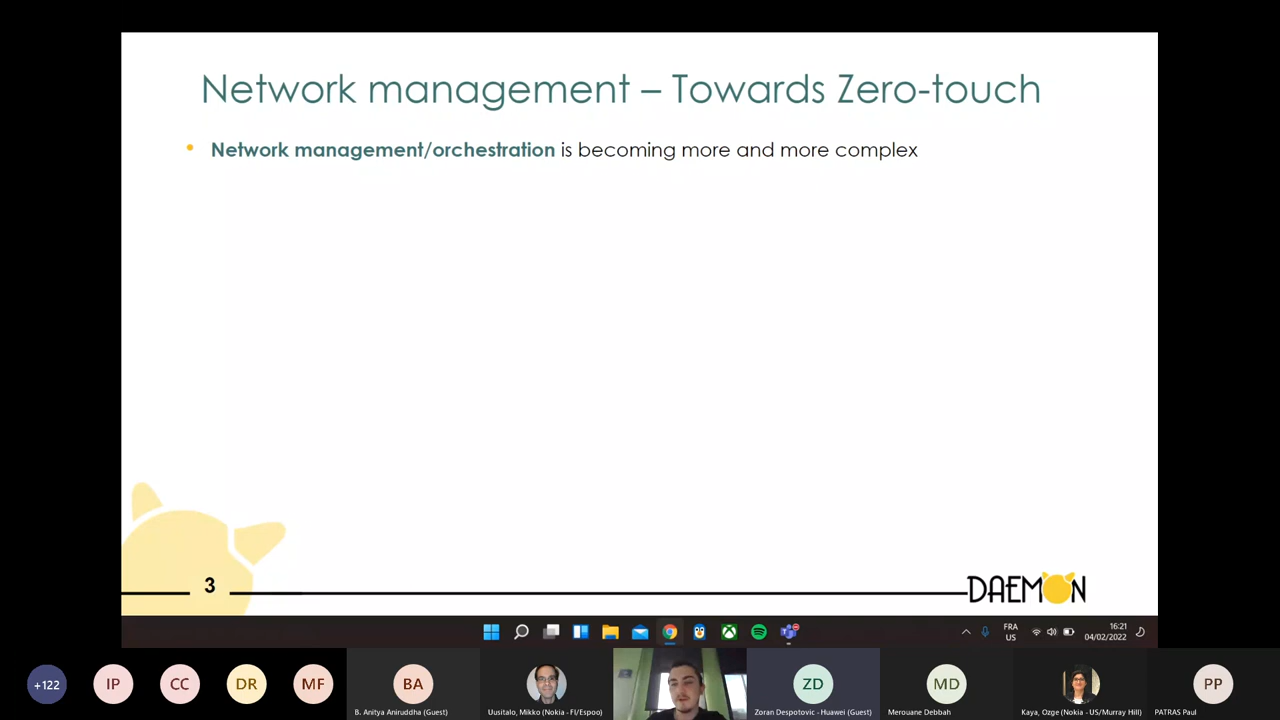 Network management – Towards Zero-touch
• Network management/orchestration is becoming more and more complex
3
DAEMON
FRA
US
16:21
04/02/2022
+122
IP
CC
DR
MF
BA
B. Anitya Aniruddha (Guest)
Uusitalo, Mikko (Nokia - FI/Espoo)
ZD
Zoran Despotovic - Huawei (Guest)
MD
Merouane Debbah
Kaya, Ozge (Nokia - US/Murray Hill)
PP
PATRAS Paul